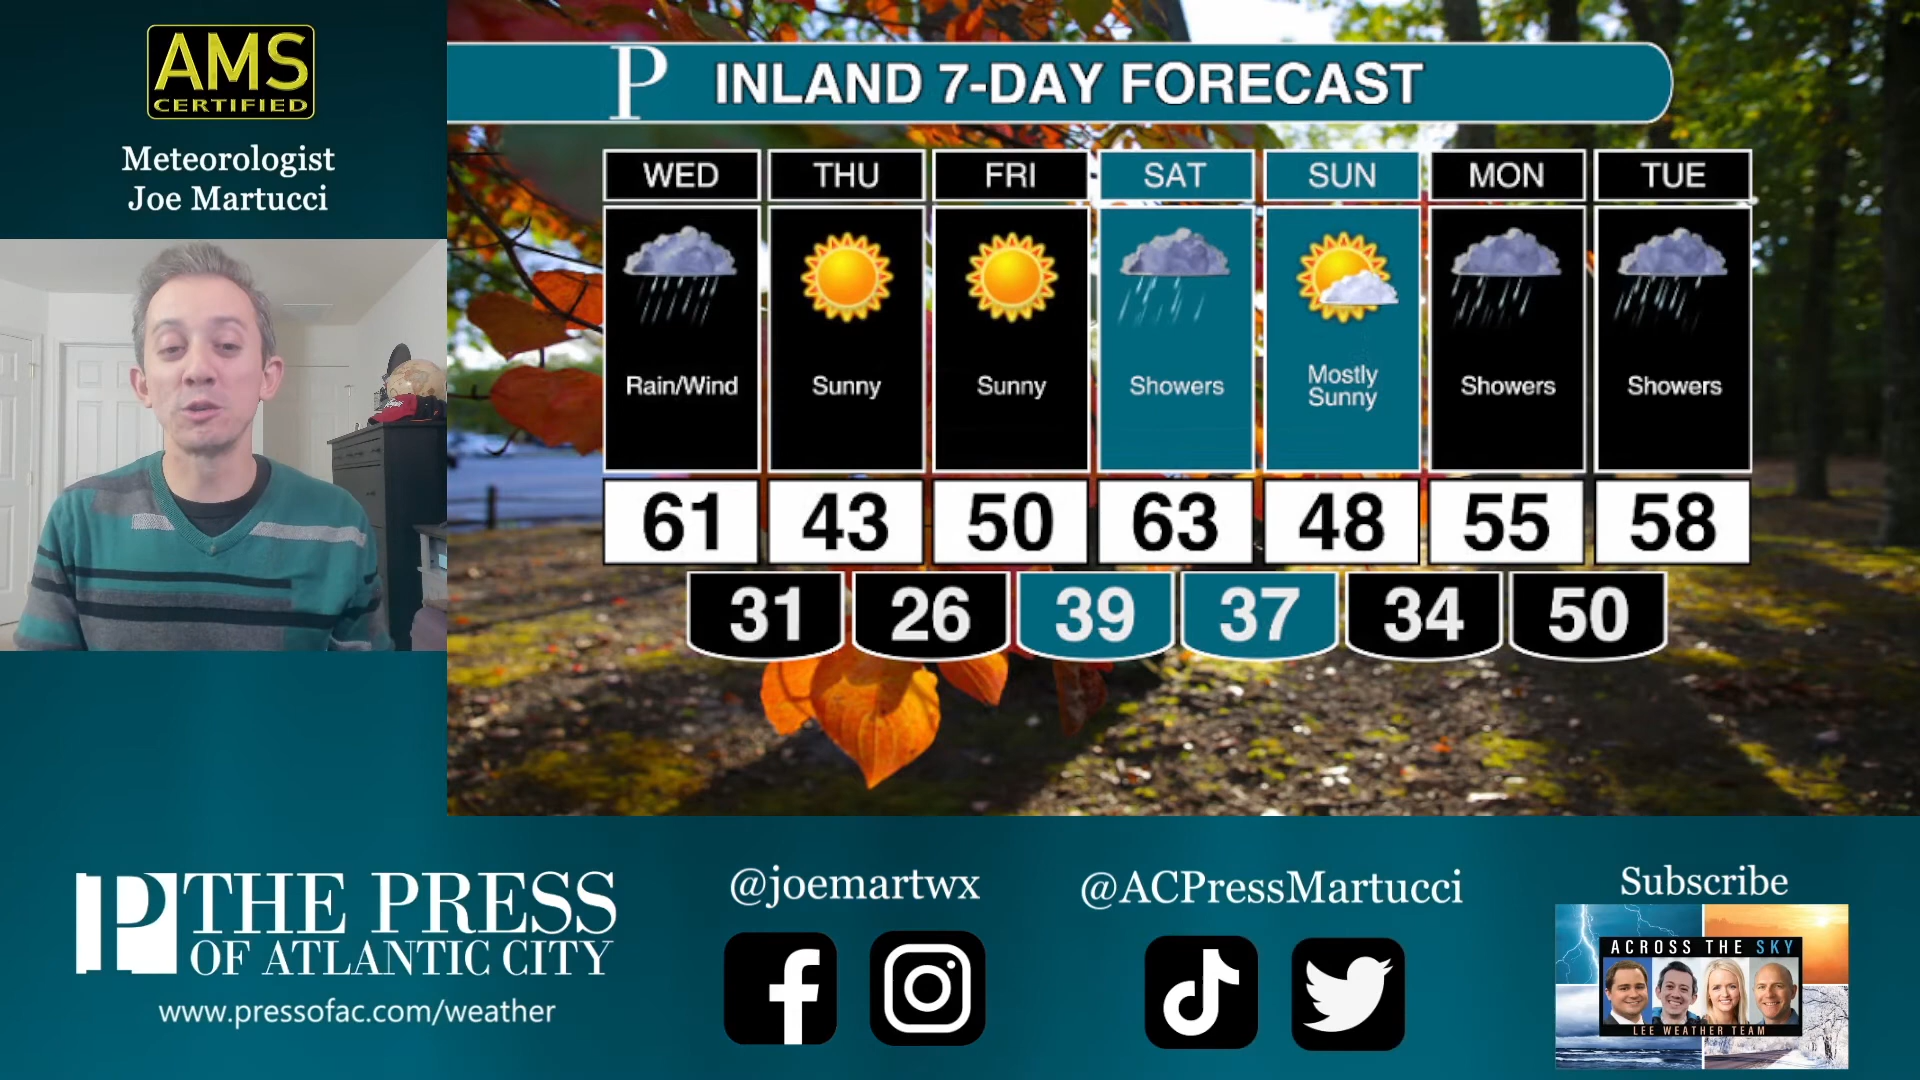 AMS
CERTIFIED
Meteorologist
Joe Martucci
P INLAND 7-DAY FORECAST
WED THU FRI SAT SUN MON TUE
Rain/Wind Sunny Sunny Showers Mostly Sunny Showers Showers
61 43 50 63 48 55 58
31 26 39 37 34 50
P THE PRESS
OF ATLANTIC CITY
www.pressofac.com/weather
@joemartwx
@ACPressMartucci
Subscribe
ACROSS THE SKY
LEE WEATHER TEAM